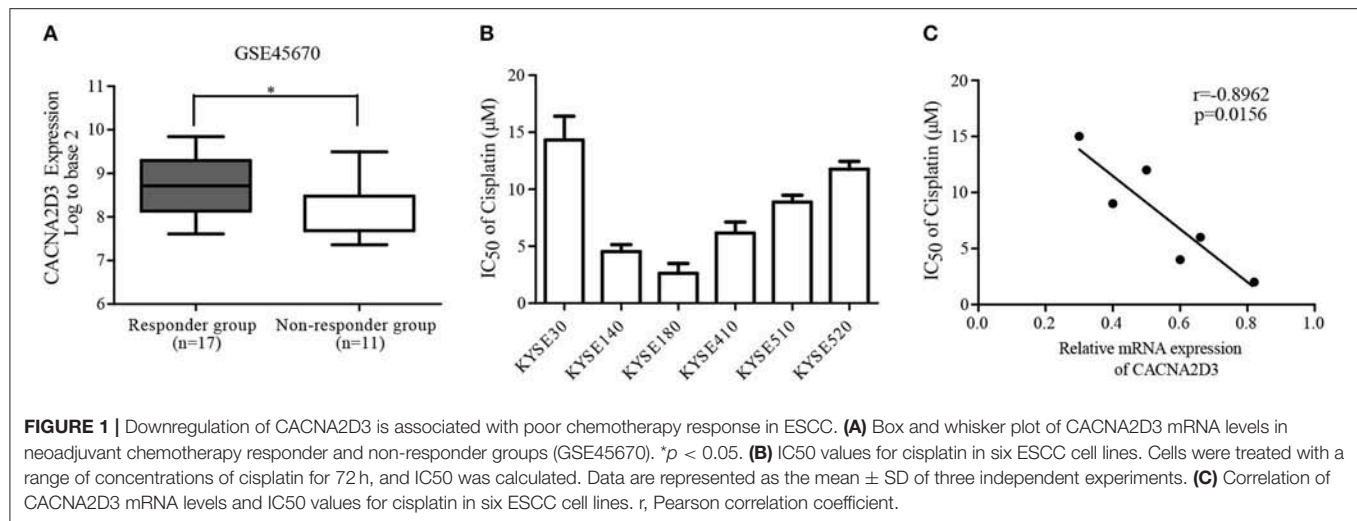 A
GSE45670
*
CACNA2D3 Expression
Log to base 2
11
10
9
8
7
6
Responder group
(n=17)
Non-responder group
(n=11)
B
IC50 of Cisplatin (μM)
20
15
10
5
0
KYSE30
KYSE140
KYSE180
KYSE410
KYSE510
KYSE520
C
r=-0.8962
p=0.0156
IC50 of Cisplatin (μM)
20
15
10
5
0
0.0 0.2 0.4 0.6 0.8 1.0
Relative mRNA expression
of CACNA2D3
FIGURE 1 | Downregulation of CACNA2D3 is associated with poor chemotherapy response in ESCC. (A) Box and whisker plot of CACNA2D3 mRNA levels in
neoadjuvant chemotherapy responder and non-responder groups (GSE45670). *p < 0.05. (B) IC50 values for cisplatin in six ESCC cell lines. Cells were treated with a
range of concentrations of cisplatin for 72 h, and IC50 was calculated. Data are represented as the mean ± SD of three independent experiments. (C) Correlation of
CACNA2D3 mRNA levels and IC50 values for cisplatin in six ESCC cell lines. r, Pearson correlation coefficient.